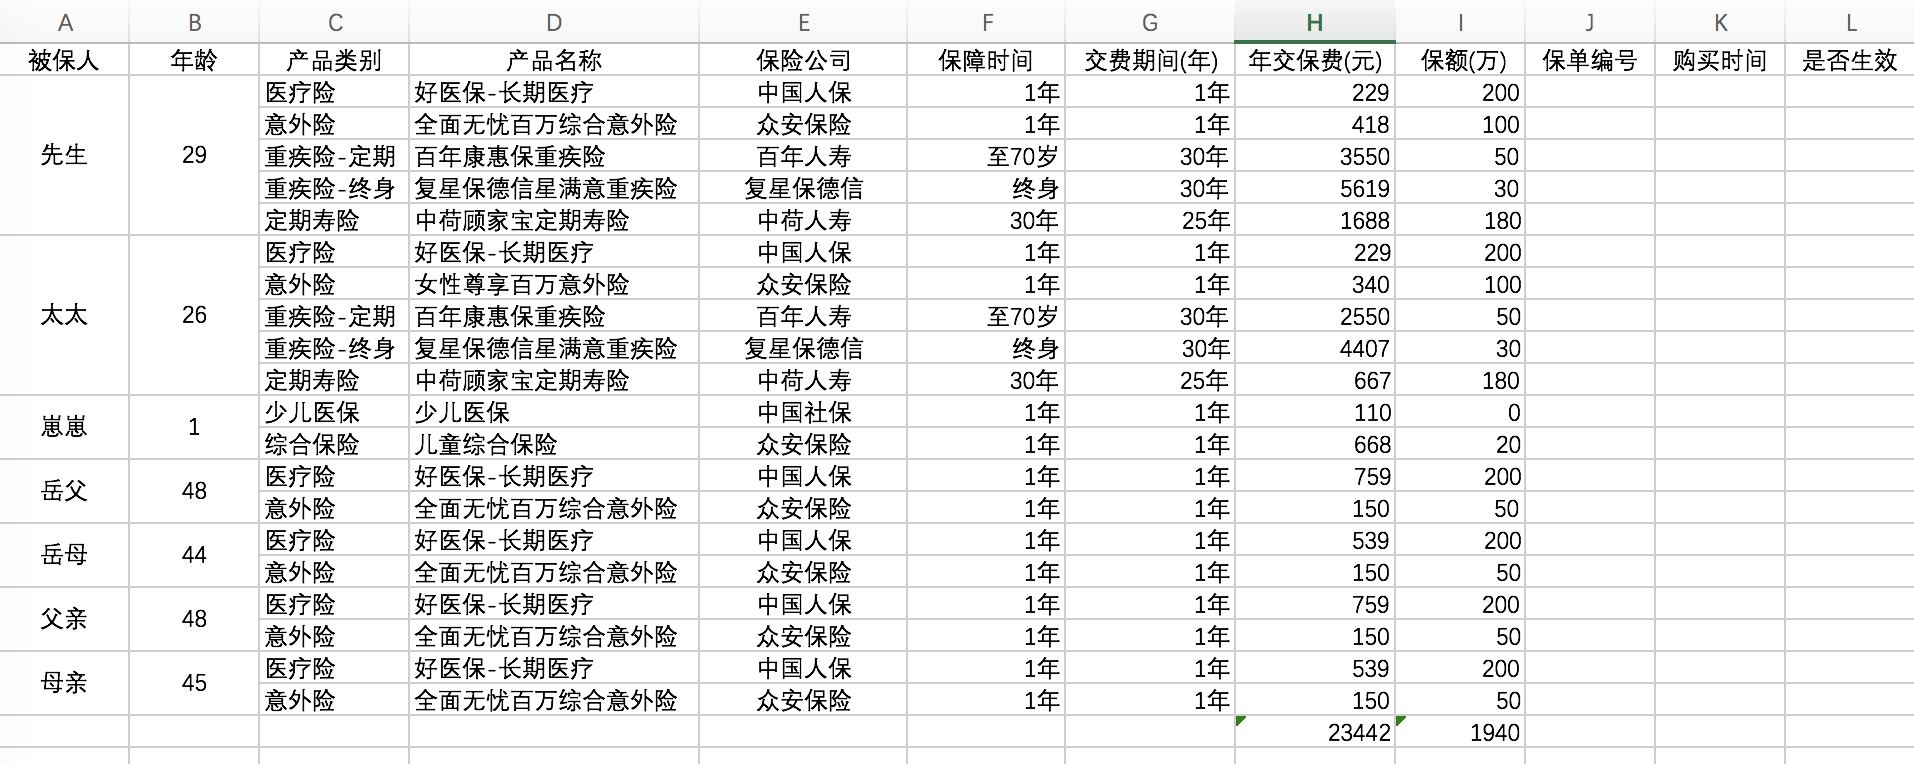 A B C D E F G H I J K L
被保人 年龄 产品类别 产品名称 保险公司 保障时间 交费期间(年) 年交保费(元) 保额(万) 保单编号 购买时间 是否生效
先生 29 医疗险 好医保-长期医疗 中国人保 1年 1年 229 200
意外险 全面无忧百万综合意外险 众安保险 1年 1年 418 100
重疾险-定期 百年康惠保重疾险 百年人寿 至70岁 30年 3550 50
重疾险-终身 复星保德信星满意重疾险 复星保德信 终身 30年 5619 30
定期寿险 中荷顾家宝定期寿险 中荷人寿 30年 25年 1688 180
太太 26 医疗险 好医保-长期医疗 中国人保 1年 1年 229 200
意外险 女性尊享百万意外险 众安保险 1年 1年 340 100
重疾险-定期 百年康惠保重疾险 百年人寿 至70岁 30年 2550 50
重疾险-终身 复星保德信星满意重疾险 复星保德信 终身 30年 4407 30
定期寿险 中荷顾家宝定期寿险 中荷人寿 30年 25年 667 180
崽崽 1 少儿医保 少儿医保 中国社保 1年 1年 110 0
综合保险 儿童综合保险 众安保险 1年 1年 668 20
岳父 48 医疗险 好医保-长期医疗 中国人保 1年 1年 759 200
意外险 全面无忧百万综合意外险 众安保险 1年 1年 150 50
岳母 44 医疗险 好医保-长期医疗 中国人保 1年 1年 539 200
意外险 全面无忧百万综合意外险 众安保险 1年 1年 150 50
父亲 48 医疗险 好医保-长期医疗 中国人保 1年 1年 759 200
意外险 全面无忧百万综合意外险 众安保险 1年 1年 150 50
母亲 45 医疗险 好医保-长期医疗 中国人保 1年 1年 539 200
意外险 全面无忧百万综合意外险 众安保险 1年 1年 150 50
23442 1940